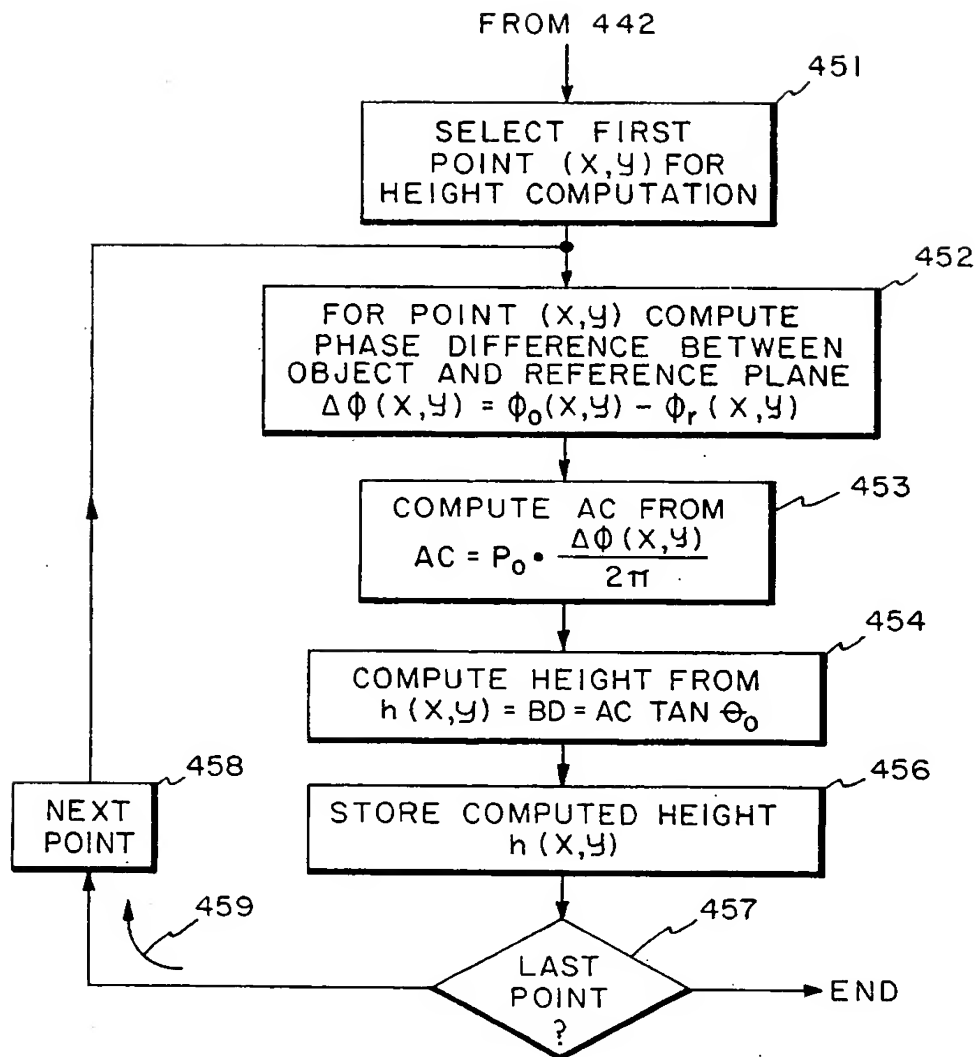 FROM 442
451
SELECT FIRST
POINT (X,Y) FOR
HEIGHT COMPUTATION
452
FOR POINT (X,Y) COMPUTE
PHASE DIFFERENCE BETWEEN
OBJECT AND REFERENCE PLANE
Δϕ(X,Y) = ϕo(X,Y) - ϕr(X,Y)
453
COMPUTE AC FROM
AC = Po • Δϕ(X,Y) / 2π
454
COMPUTE HEIGHT FROM
h(X,Y) = BD = AC TAN θo
456
STORE COMPUTED HEIGHT
h(X,Y)
458
NEXT
POINT
459
457
LAST
POINT
?
END